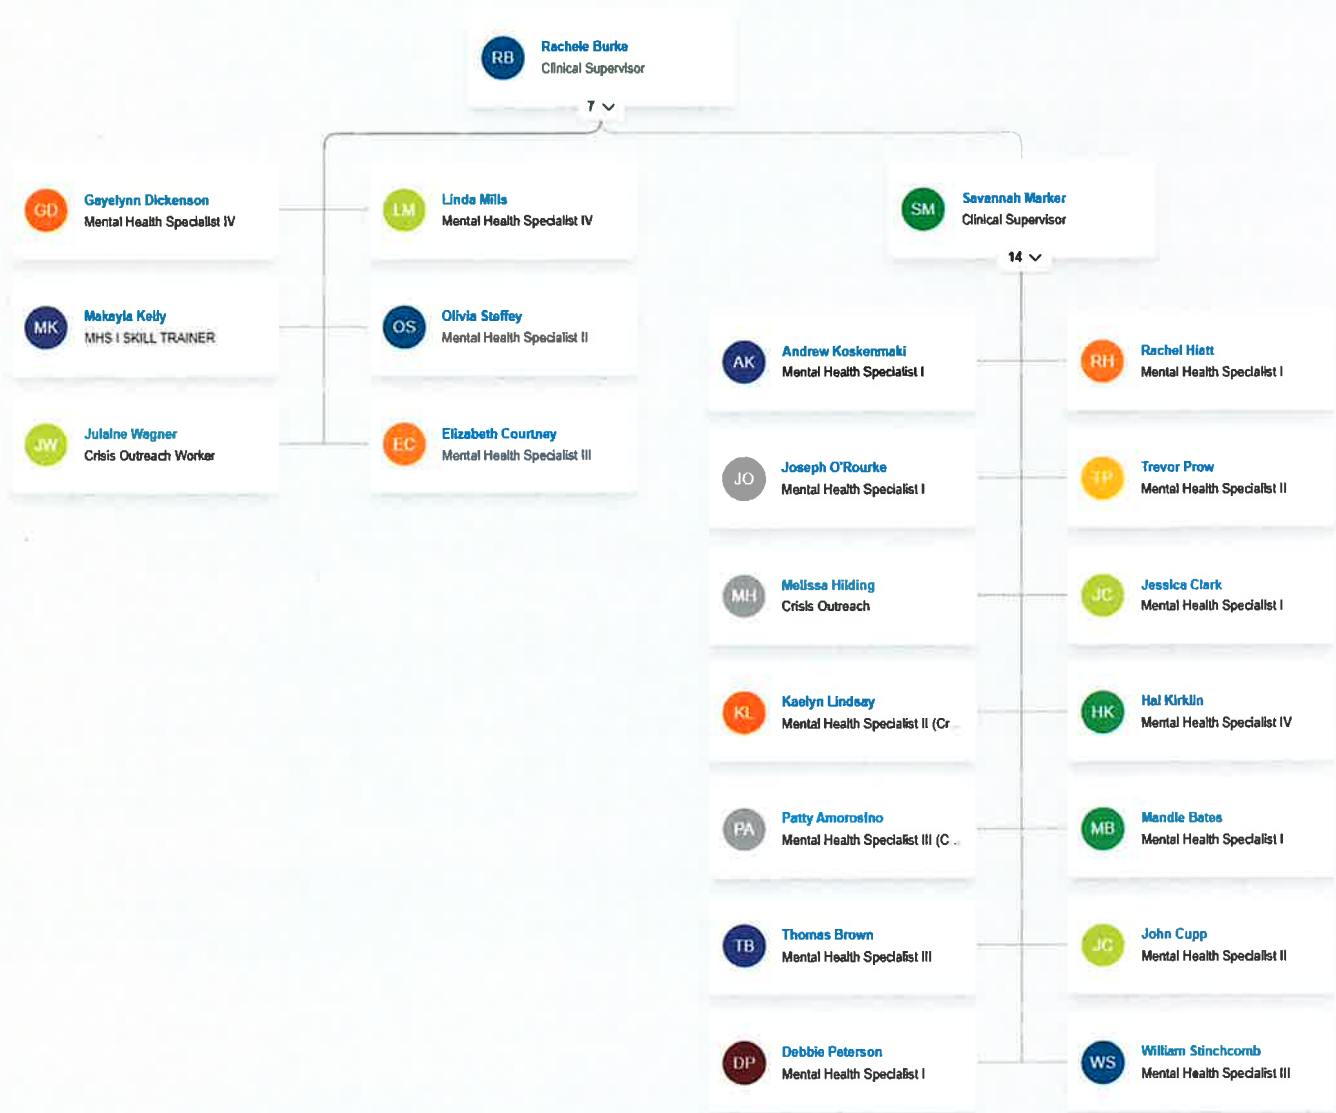 RB
Rachele Burke
Clinical Supervisor
7
GD
Gayelynn Dickenson
Mental Health Specialist IV
LM
Linda Mills
Mental Health Specialist IV
MK
Makayla Kelly
MHS I SKILL TRAINER
OS
Olivia Steffey
Mental Health Specialist II
JW
Julaine Wagner
Crisis Outreach Worker
EC
Elizabeth Courtney
Mental Health Specialist III
SM
Savannah Marker
Clinical Supervisor
14
AK
Andrew Koskenmaki
Mental Health Specialist I
RH
Rachel Hiatt
Mental Health Specialist I
JO
Joseph O'Rourke
Mental Health Specialist I
TP
Trevor Prow
Mental Health Specialist II
MH
Melissa Hilding
Crisis Outreach
JC
Jessica Clark
Mental Health Specialist I
KL
Kaelyn Lindsay
Mental Health Specialist II (Cr...
HK
Hal Kirklin
Mental Health Specialist IV
PA
Patty Amorosino
Mental Health Specialist III (C...
MB
Mandie Bates
Mental Health Specialist I
TB
Thomas Brown
Mental Health Specialist III
JC
John Cupp
Mental Health Specialist II
DP
Debbie Peterson
Mental Health Specialist I
WS
William Stinchcomb
Mental Health Specialist III